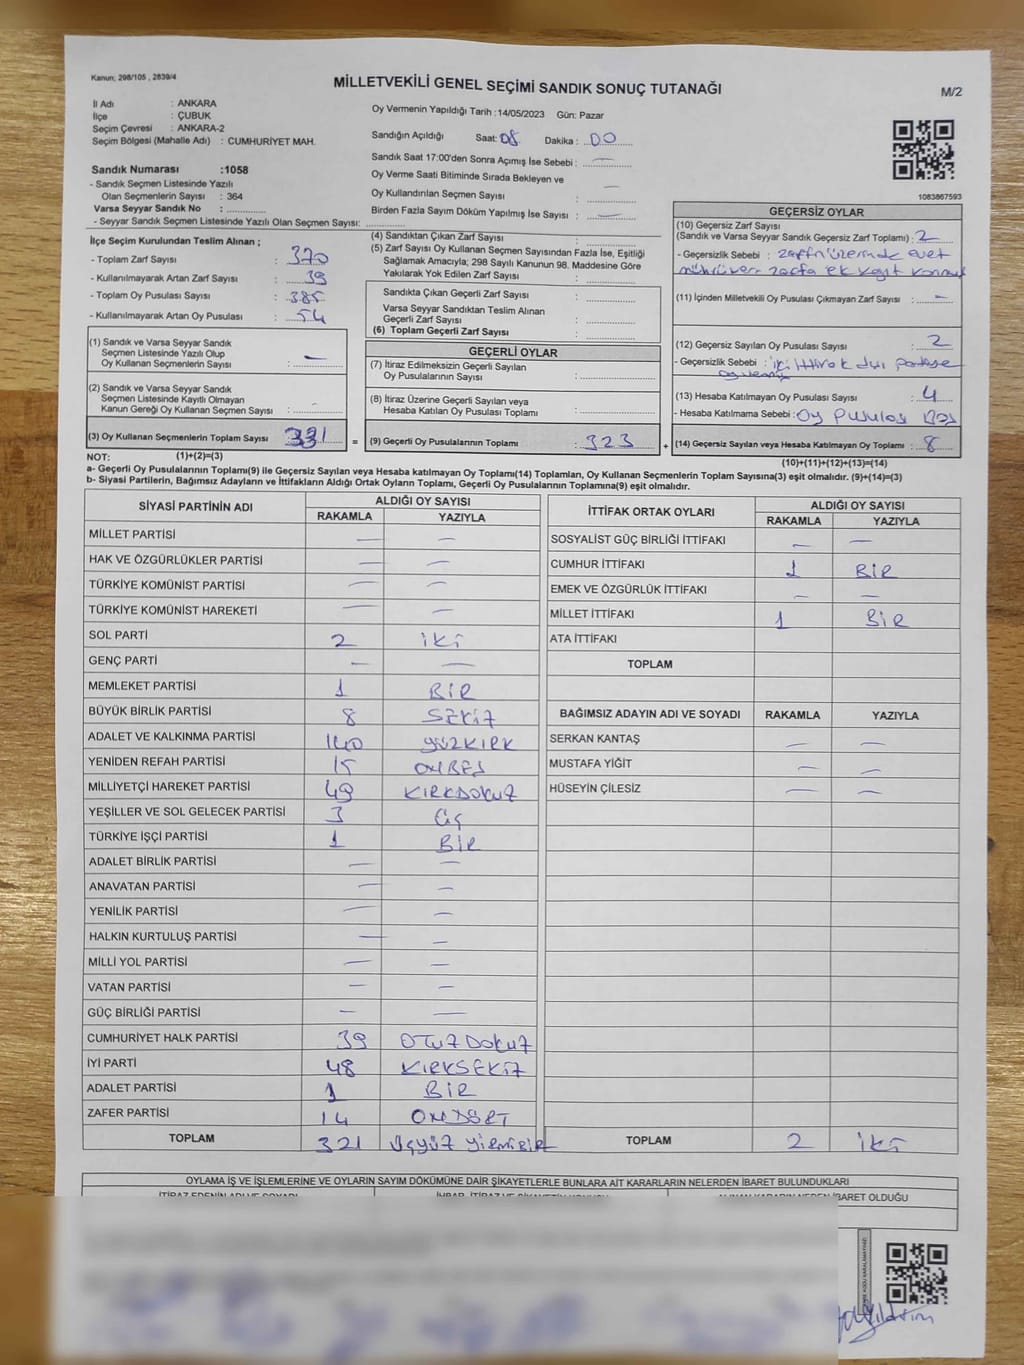 Kanun; 298/105 , 2839/4
MİLLETVEKİLİ GENEL SEÇİMİ SANDIK SONUÇ TUTANAĞI
M/2
İl Adı : ANKARA
İlçe : ÇUBUK
Seçim Çevresi : ANKARA-2
Seçim Bölgesi (Mahalle Adı) : CUMHURİYET MAH.
Oy Vermenin Yapıldığı Tarih :14/05/2023 Gün: Pazar
Sandığın Açıldığı Saat: 08 Dakika : 00
Sandık Saat 17:00'den Sonra Açımış İse Sebebi : —
Oy Verme Saati Bitiminde Sırada Bekleyen ve
Oy Kullandırılan Seçmen Sayısı : —
Birden Fazla Sayım Döküm Yapılmış İse Sayısı : —
1083867593
Sandık Numarası :1058
- Sandık Seçmen Listesinde Yazılı
Olan Seçmenlerin Sayısı : 364
Varsa Seyyar Sandık No :
- Seyyar Sandık Seçmen Listesinde Yazılı Olan Seçmen Sayısı:
İlçe Seçim Kurulundan Teslim Alınan ;
- Toplam Zarf Sayısı : 370
- Kullanılmayarak Artan Zarf Sayısı : 39
- Toplam Oy Pusulası Sayısı : 385
- Kullanılmayarak Artan Oy Pusulası : 54
(1) Sandık ve Varsa Seyyar Sandık
Seçmen Listesinde Yazılı Olup
Oy Kullanan Seçmenlerin Sayısı : —
(2) Sandık ve Varsa Seyyar Sandık
Seçmen Listesinde Kayıtlı Olmayan
Kanun Gereği Oy Kullanan Seçmen Sayısı : -
(3) Oy Kullanan Seçmenlerin Toplam Sayısı 331
(4) Sandıktan Çıkan Zarf Sayısı :
(5) Zarf Sayısı Oy Kullanan Seçmen Sayısından Fazla İse, Eşitliği
Sağlamak Amacıyla; 298 Sayılı Kanunun 98. Maddesine Göre
Yakılarak Yok Edilen Zarf Sayısı :
Sandıkta Çıkan Geçerli Zarf Sayısı :
Varsa Seyyar Sandıktan Teslim Alınan
Geçerli Zarf Sayısı :
(6) Toplam Geçerli Zarf Sayısı :
GEÇERLİ OYLAR
(7) İtiraz Edilmeksizin Geçerli Sayılan
Oy Pusulalarının Sayısı :
(8) İtiraz Üzerine Geçerli Sayılan veya
Hesaba Katılan Oy Pusulası Toplamı :
= (9) Geçerli Oy Pusulalarının Toplamı : 323 +
GEÇERSİZ OYLAR
(10) Geçersiz Zarf Sayısı
(Sandık ve Varsa Seyyar Sandık Geçersiz Zarf Toplamı) : 2
- Geçersizlik Sebebi : zarfın üzerinde evet
zarfa ek kağıt
(11) İçinden Milletvekili Oy Pusulası Çıkmayan Zarf Sayısı : —
(12) Geçersiz Sayılan Oy Pusulası Sayısı : 2
- Geçersizlik Sebebi : iki ittifak dışı partiye
(13) Hesaba Katılmayan Oy Pusulası Sayısı : 4
- Hesaba Katılmama Sebebi : Oy Pusulası Boş
(14) Geçersiz Sayılan veya Hesaba Katılmayan Oy Toplamı : 8
NOT: (1)+(2)=(3)
(10)+(11)+(12)+(13)=(14)
a- Geçerli Oy Pusulalarının Toplamı(9) ile Geçersiz Sayılan veya Hesaba katılmayan Oy Toplamı(14) Toplamları, Oy Kullanan Seçmenlerin Toplam Sayısına(3) eşit olmalıdır. (9)+(14)=(3)
b- Siyasi Partilerin, Bağımsız Adayların ve İttifakların Aldığı Ortak Oyların Toplamı, Geçerli Oy Pusulalarının Toplamına(9) eşit olmalıdır.
SİYASİ PARTİNİN ADI ALDIĞI OY SAYISI
RAKAMLA YAZIYLA
MİLLET PARTİSİ — —
HAK VE ÖZGÜRLÜKLER PARTİSİ — —
TÜRKİYE KOMÜNİST PARTİSİ — —
TÜRKİYE KOMÜNİST HAREKETİ — —
SOL PARTİ 2 iki
GENÇ PARTİ — —
MEMLEKET PARTİSİ 1 BİR
BÜYÜK BİRLİK PARTİSİ 8 SEKİZ
ADALET VE KALKINMA PARTİSİ 140 YÜZKIRK
YENİDEN REFAH PARTİSİ 15 ONBEŞ
MİLLİYETÇİ HAREKET PARTİSİ 49 KIRKDOKUZ
YEŞİLLER VE SOL GELECEK PARTİSİ 3 Üç
TÜRKİYE İŞÇİ PARTİSİ 1 BİR
ADALET BİRLİK PARTİSİ — —
ANAVATAN PARTİSİ — —
YENİLİK PARTİSİ — —
HALKIN KURTULUŞ PARTİSİ — —
MİLLİ YOL PARTİSİ — —
VATAN PARTİSİ — —
GÜÇ BİRLİĞİ PARTİSİ — —
CUMHURİYET HALK PARTİSİ 39 OTUZDOKUZ
İYİ PARTİ 48 KIRKSEKİZ
ADALET PARTİSİ 1 BİR
ZAFER PARTİSİ 14 ONDÖRT
TOPLAM 321 üçyüz yirmibir
İTTİFAK ORTAK OYLARI ALDIĞI OY SAYISI
RAKAMLA YAZIYLA
SOSYALİST GÜÇ BİRLİĞİ İTTİFAKI — —
CUMHUR İTTİFAKI 1 BİR
EMEK VE ÖZGÜRLÜK İTTİFAKI — —
MİLLET İTTİFAKI 1 BİR
ATA İTTİFAKI
TOPLAM
BAĞIMSIZ ADAYIN ADI VE SOYADI RAKAMLA YAZIYLA
SERKAN KANTAŞ — —
MUSTAFA YİĞİT — —
HÜSEYİN ÇİLESİZ — —
TOPLAM 2 iki
OYLAMA İŞ VE İŞLEMLERİNE VE OYLARIN SAYIM DÖKÜMÜNE DAİR ŞİKAYETLERLE BUNLARA AİT KARARLARIN NELERDEN İBARET BULUNDUKLARI
İTİRAZ EDENİN ADI VE SOYADI İHBAR, İTİRAZ VE ŞİKAYETİN KONUSU ALINAN KARARIN NEDEN İBARET OLDUĞU